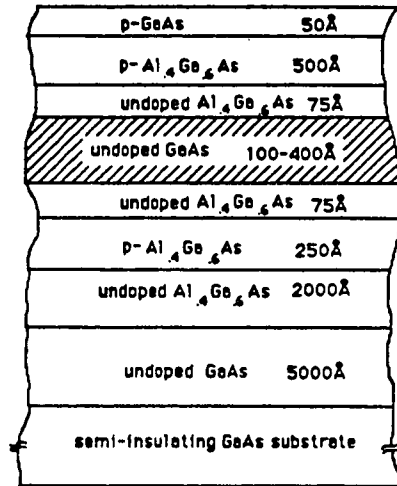 p-GaAs 50Å
p-Al.4Ga.6As 500Å
undoped Al.4Ga.6As 75Å
undoped GaAs 100-400Å
undoped Al.4Ga.6As 75Å
p-Al.4Ga.6As 250Å
undoped Al.4Ga.6As 2000Å
undoped GaAs 5000Å
semi-insulating GaAs substrate